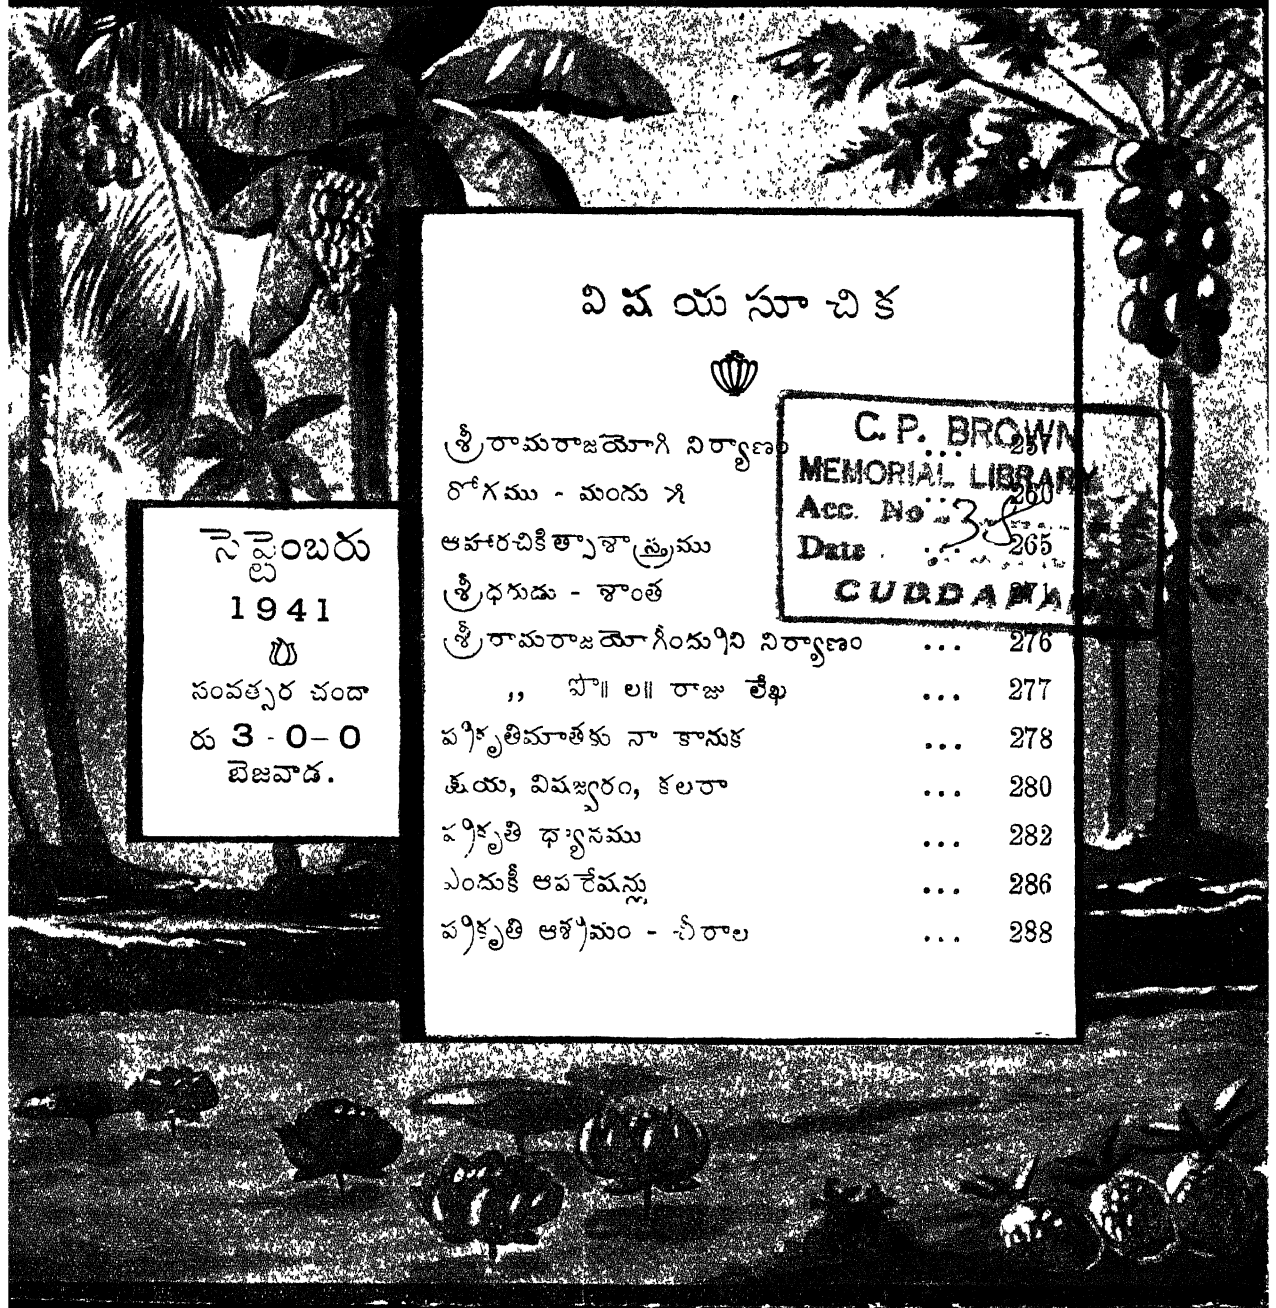 విషయసూచిక
శ్రీరామరాజయోగి నిర్యాణం ... 257
రోగము - మందు ... 260
ఆహారచికిత్సాశాస్త్రము ... 265
శ్రీధరుడు - శాంత 271
శ్రీరామరాజయోగీంద్రుని నిర్యాణం ... 276
,, పొ॥ ల॥ రాజు లేఖ ... 277
ప్రకృతిమాతకు నా కానుక ... 278
క్షయ, విషజ్వరం, కలరా ... 280
ప్రకృతి ధ్యానము ... 282
ఎందుకీ ఆపరేషన్లు ... 286
ప్రకృతి ఆశ్రమం - చీరాల ... 288
C. P. BROWN
MEMORIAL LIBRARY
Acc. No
Date
CUDDAPAH
సెప్టెంబరు
1941
సంవత్సర చందా
రు 3-0-0
బెజవాడ.